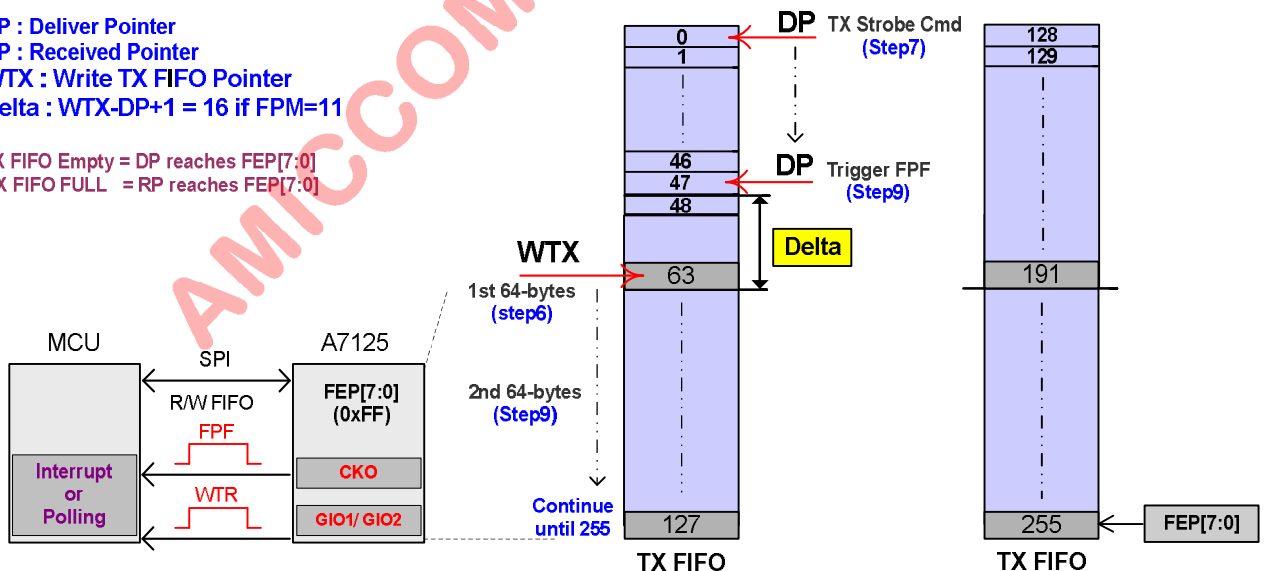 P : Deliver Pointer
P : Received Pointer
WTX : Write TX FIFO Pointer
elta : WTX-DP+1 = 16 if FPM=11
X FIFO Empty = DP reaches FEP[7:0]
X FIFO FULL = RP reaches FEP[7:0]
AMICCOM
0
1
46
47
48
63
127
TX FIFO
DP
TX Strobe Cmd
(Step7)
DP
Trigger FPF
(Step9)
Delta
WTX
1st 64-bytes
(step6)
2nd 64-bytes
(Step9)
Continue
until 255
128
129
191
255
TX FIFO
FEP[7:0]
MCU
Interrupt
or
Polling
SPI
R/W FIFO
FPF
WTR
A7125
FEP[7:0]
(0xFF)
CKO
GIO1/ GIO2